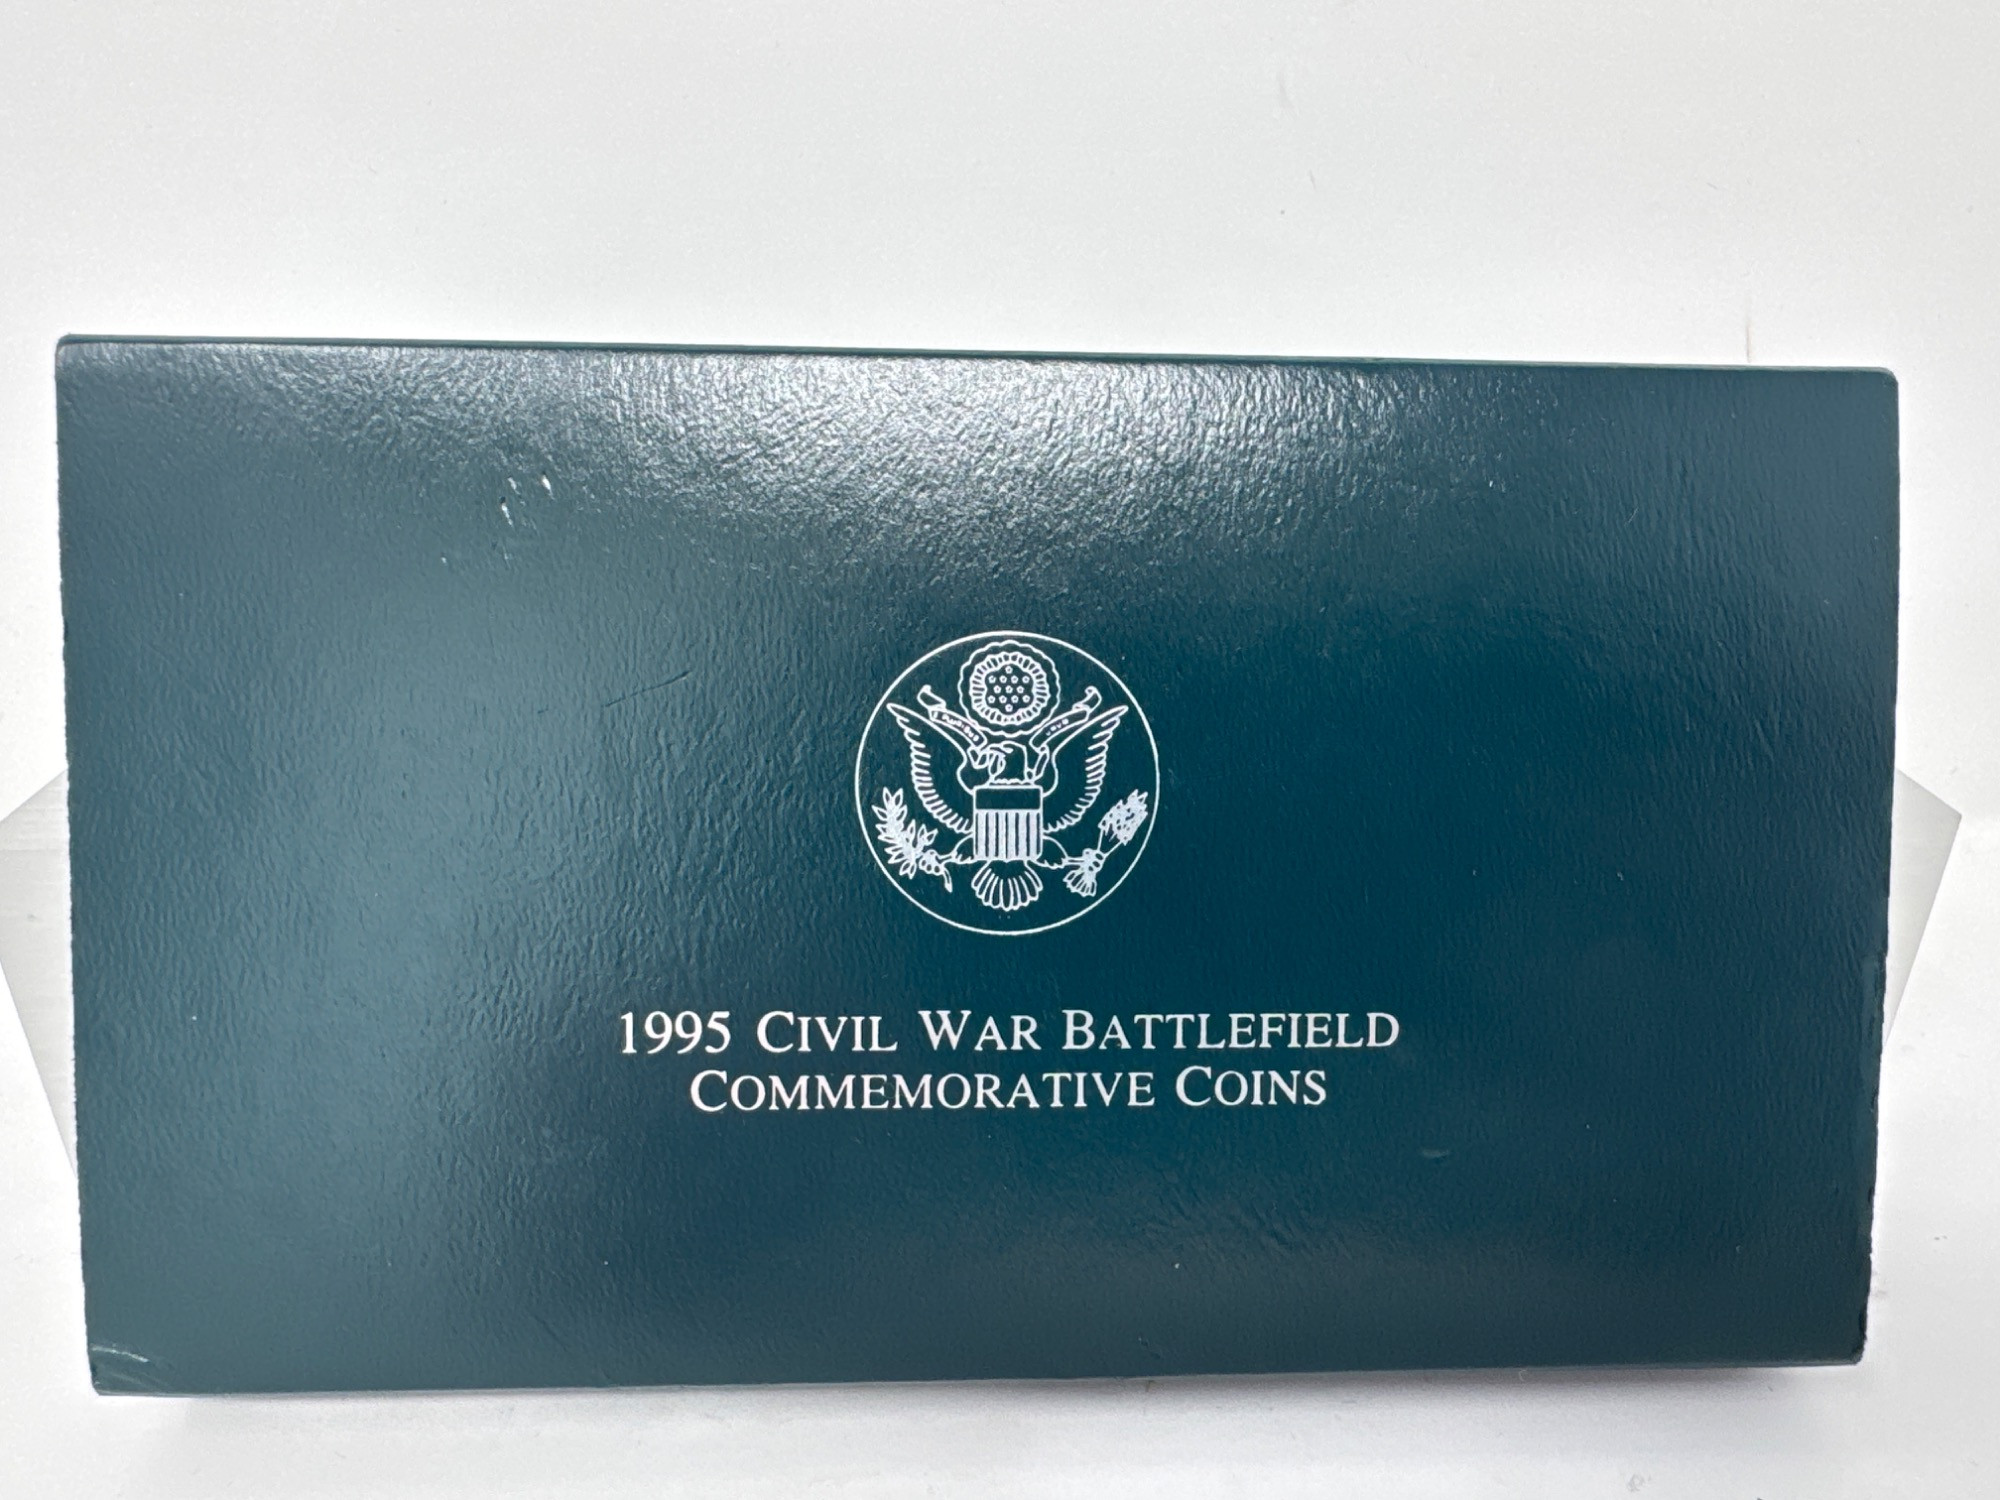 1995 CIVIL WAR BATTLEFIELD
COMMEMORATIVE COINS